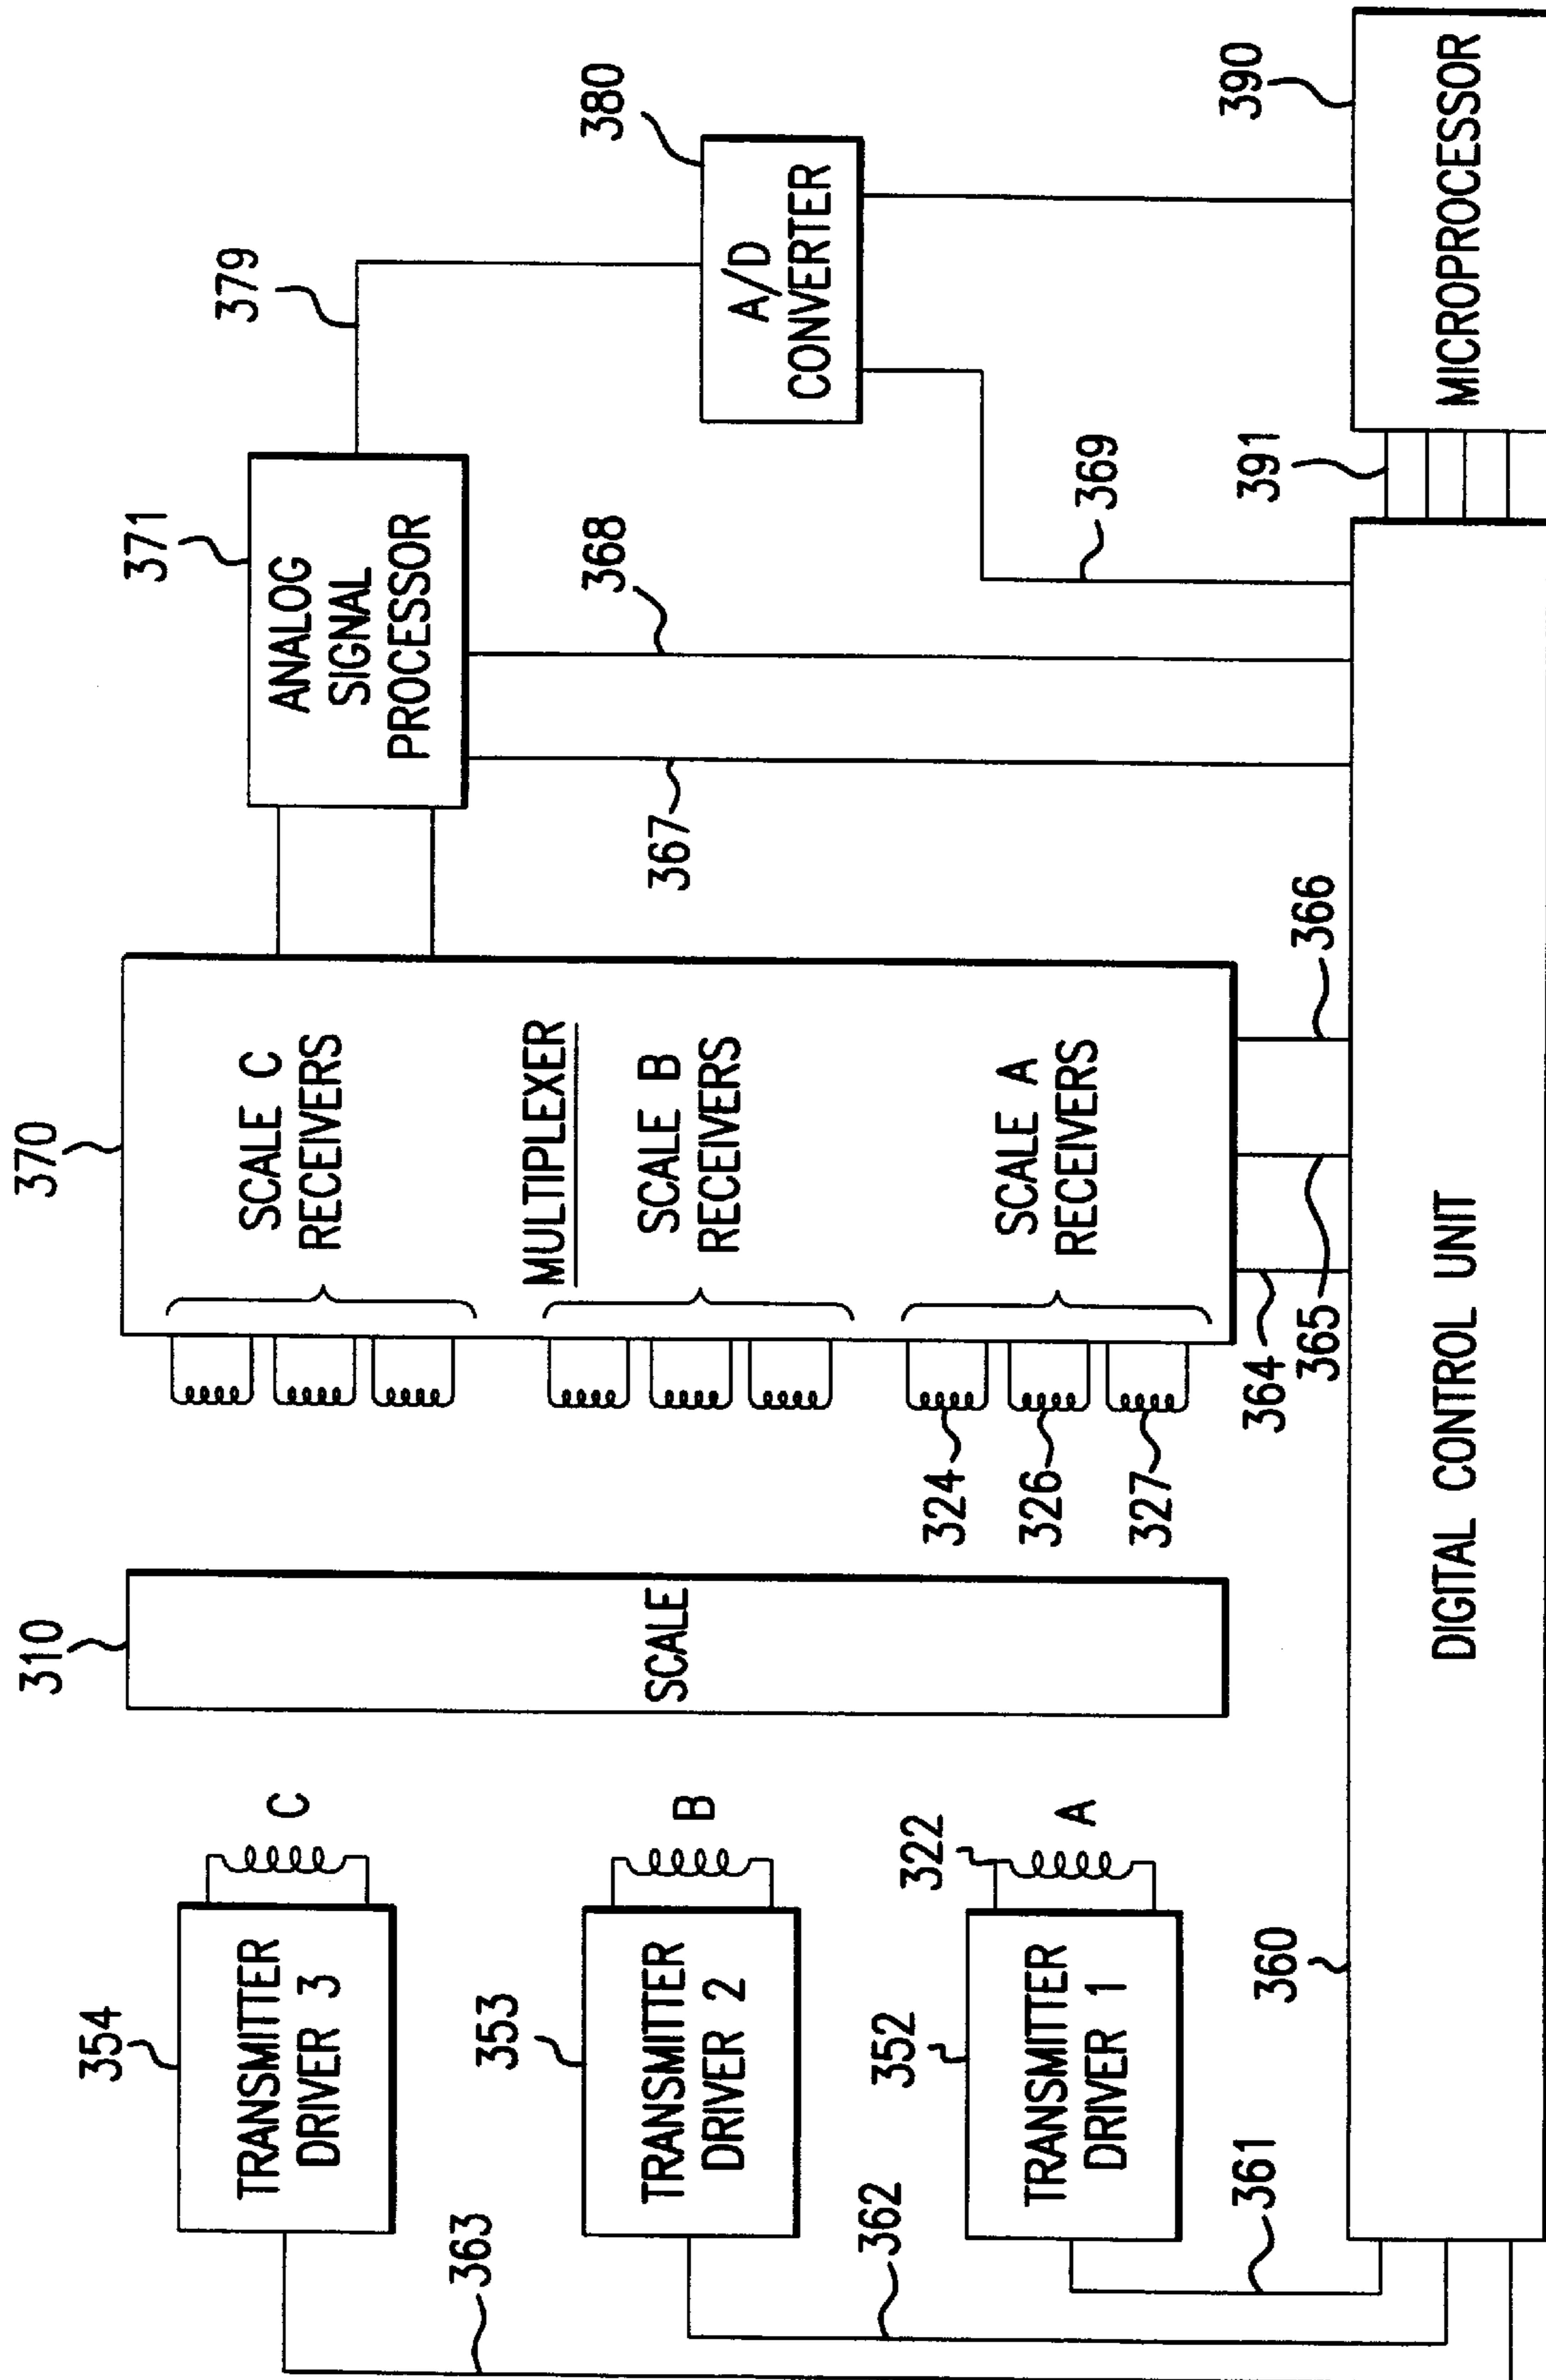 354
TRANSMITTER
DRIVER 3
C
363
353
TRANSMITTER
DRIVER 2
B
362
352
TRANSMITTER
DRIVER 1
322
A
361
310
SCALE
370
SCALE C
RECEIVERS
MULTIPLEXER
SCALE B
RECEIVERS
SCALE A
RECEIVERS
324
326
327
364
365
366
371
ANALOG
SIGNAL
PROCESSOR
379
367
368
380
A/D
CONVERTER
369
360
DIGITAL CONTROL UNIT
391
390
MICROPROCESSOR